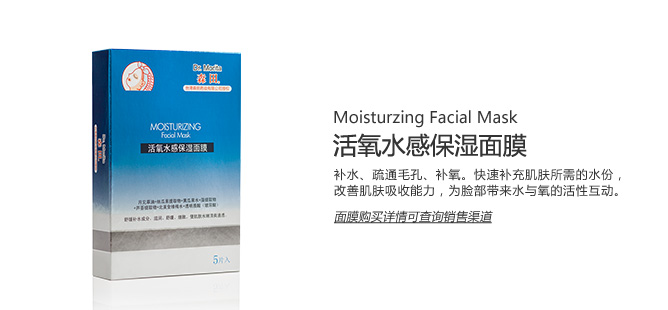 Dr. Morita
森田
MOISTURIZING
Facial Mask
活氧水感保湿面膜
5片入
Moisturzing Facial Mask
活氧水感保湿面膜
补水、疏通毛孔、补氧。快速补充肌肤所需的水份，
改善肌肤吸收能力，为脸部带来水与氧的活性互动。
面膜购买详情可查询销售渠道